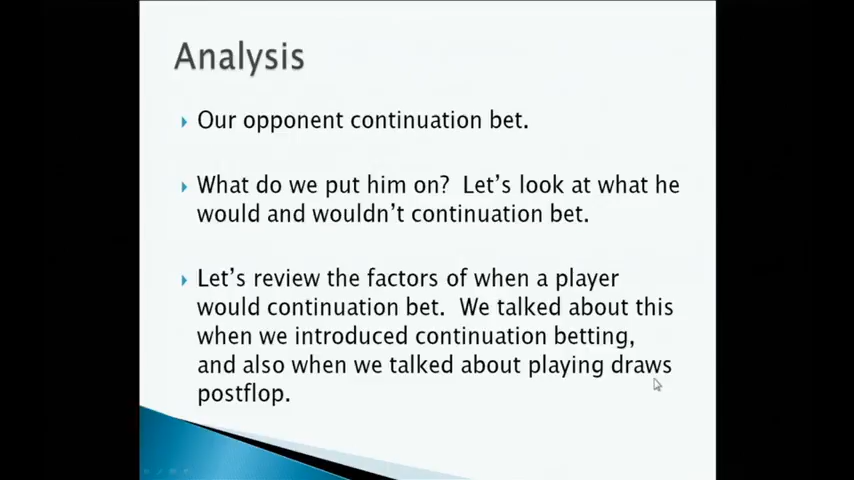 Analysis
Our opponent continuation bet.
What do we put him on?  Let's look at what he
would and wouldn't continuation bet.
Let's review the factors of when a player
would continuation bet.  We talked about this
when we introduced continuation betting,
and also when we talked about playing draws
postflop.